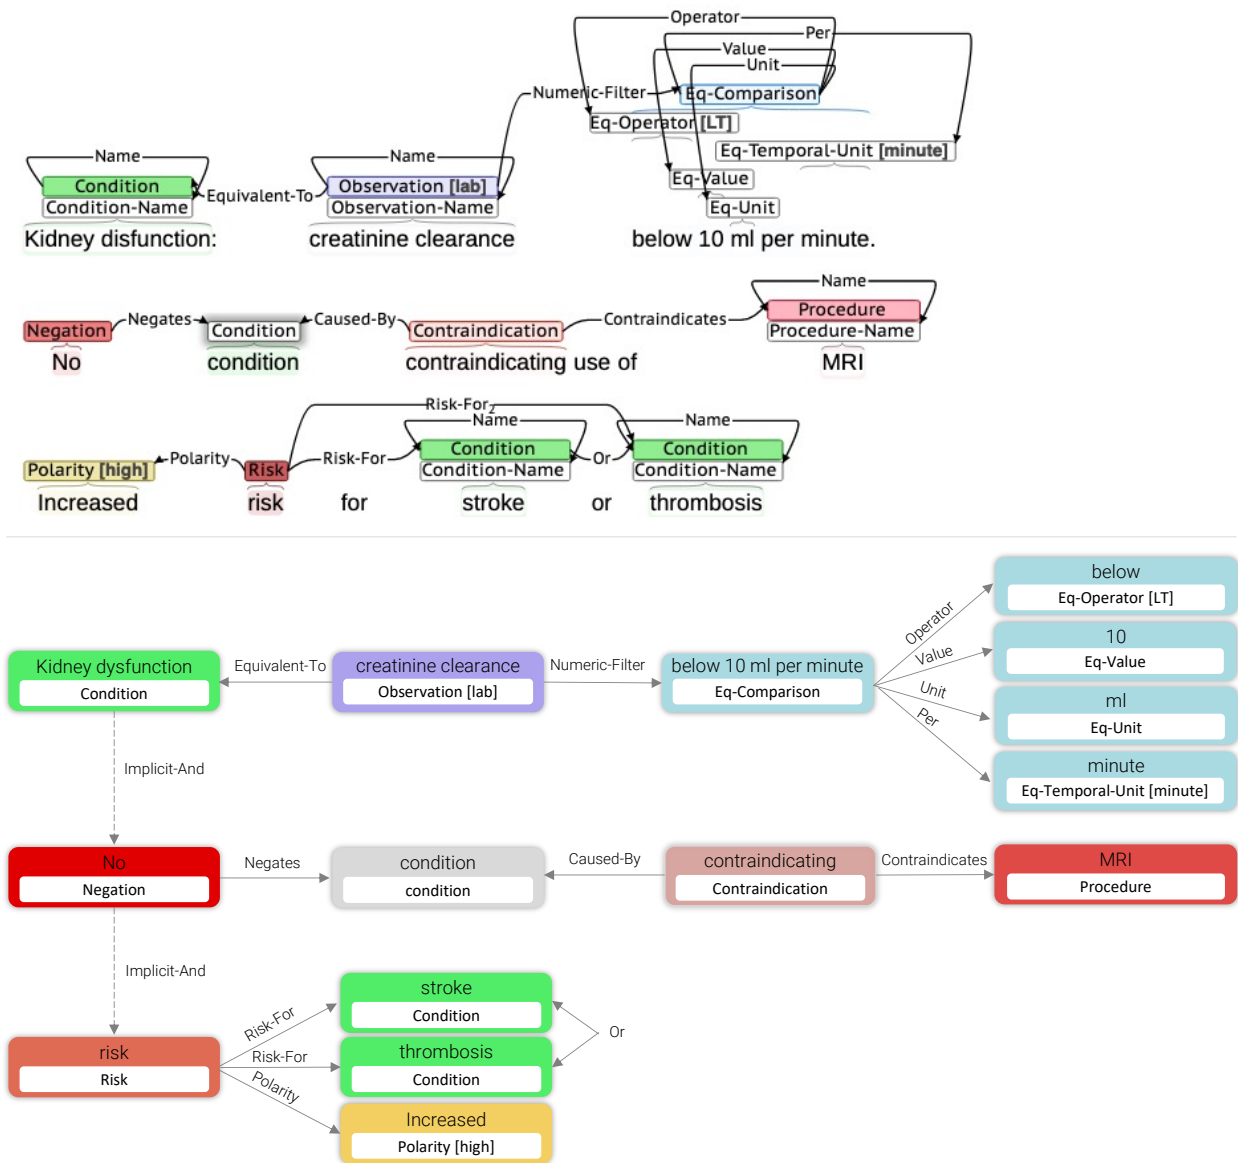 Operator
Per
Value
Unit
Numeric-Filter
Eq-Comparison
Eq-Operator [LT]
Name
Name
Eq-Temporal-Unit [minute]
Condition
Equivalent-To
Observation [lab]
Eq-Value
Condition-Name
Observation-Name
Eq-Unit
Kidney disfunction:
creatinine clearance
below 10 ml per minute.
Name
Negation
Negates
Condition
Caused-By
Contraindication
Contraindicates
Procedure
Procedure-Name
No
condition
contraindicating use of
MRI
Risk-For₂
Name
Name
Polarity [high]
Polarity
Risk
Risk-For
Condition
Or
Condition
Condition-Name
Condition-Name
Increased
risk
for
stroke
or
thrombosis
below
Eq-Operator [LT]
Operator
10
Eq-Value
Value
Kidney dysfunction
Condition
Equivalent-To
creatinine clearance
Observation [lab]
Numeric-Filter
below 10 ml per minute
Eq-Comparison
Unit
ml
Eq-Unit
Per
minute
Eq-Temporal-Unit [minute]
Implicit-And
No
Negation
Negates
condition
condition
Caused-By
contraindicating
Contraindication
Contraindicates
MRI
Procedure
Implicit-And
stroke
Condition
Risk-For
Or
risk
Risk
Risk-For
thrombosis
Condition
Polarity
Increased
Polarity [high]